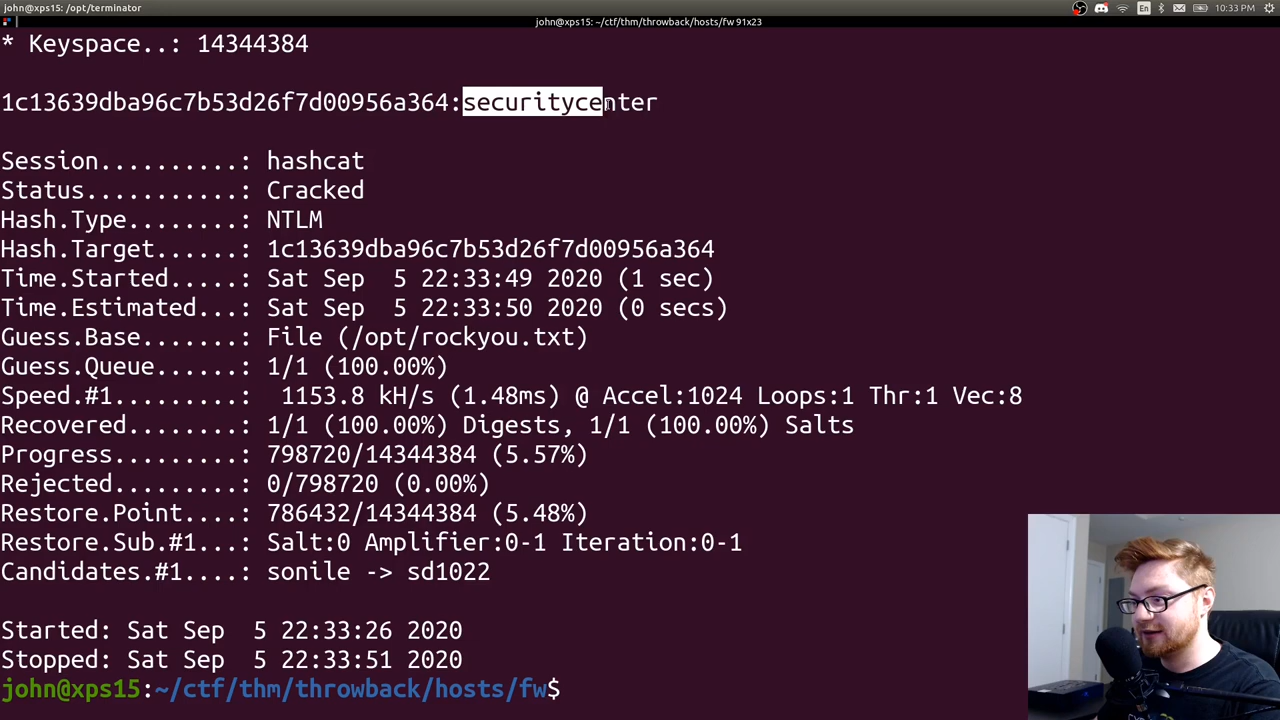 john@xps15: /opt/terminator
En
10:33 PM
john@xps15: ~/ctf/thm/throwback/hosts/fw 91x23
* Keyspace..: 14344384
1c13639dba96c7b53d26f7d00956a364:securitycenter
Session..........: hashcat
Status...........: Cracked
Hash.Type........: NTLM
Hash.Target......: 1c13639dba96c7b53d26f7d00956a364
Time.Started.....: Sat Sep  5 22:33:49 2020 (1 sec)
Time.Estimated...: Sat Sep  5 22:33:50 2020 (0 secs)
Guess.Base.......: File (/opt/rockyou.txt)
Guess.Queue......: 1/1 (100.00%)
Speed.#1.........:  1153.8 kH/s (1.48ms) @ Accel:1024 Loops:1 Thr:1 Vec:8
Recovered........: 1/1 (100.00%) Digests, 1/1 (100.00%) Salts
Progress.........: 798720/14344384 (5.57%)
Rejected.........: 0/798720 (0.00%)
Restore.Point....: 786432/14344384 (5.48%)
Restore.Sub.#1...: Salt:0 Amplifier:0-1 Iteration:0-1
Candidates.#1....: sonile -> sd1022
Started: Sat Sep  5 22:33:26 2020
Stopped: Sat Sep  5 22:33:51 2020
john@xps15:~/ctf/thm/throwback/hosts/fw$